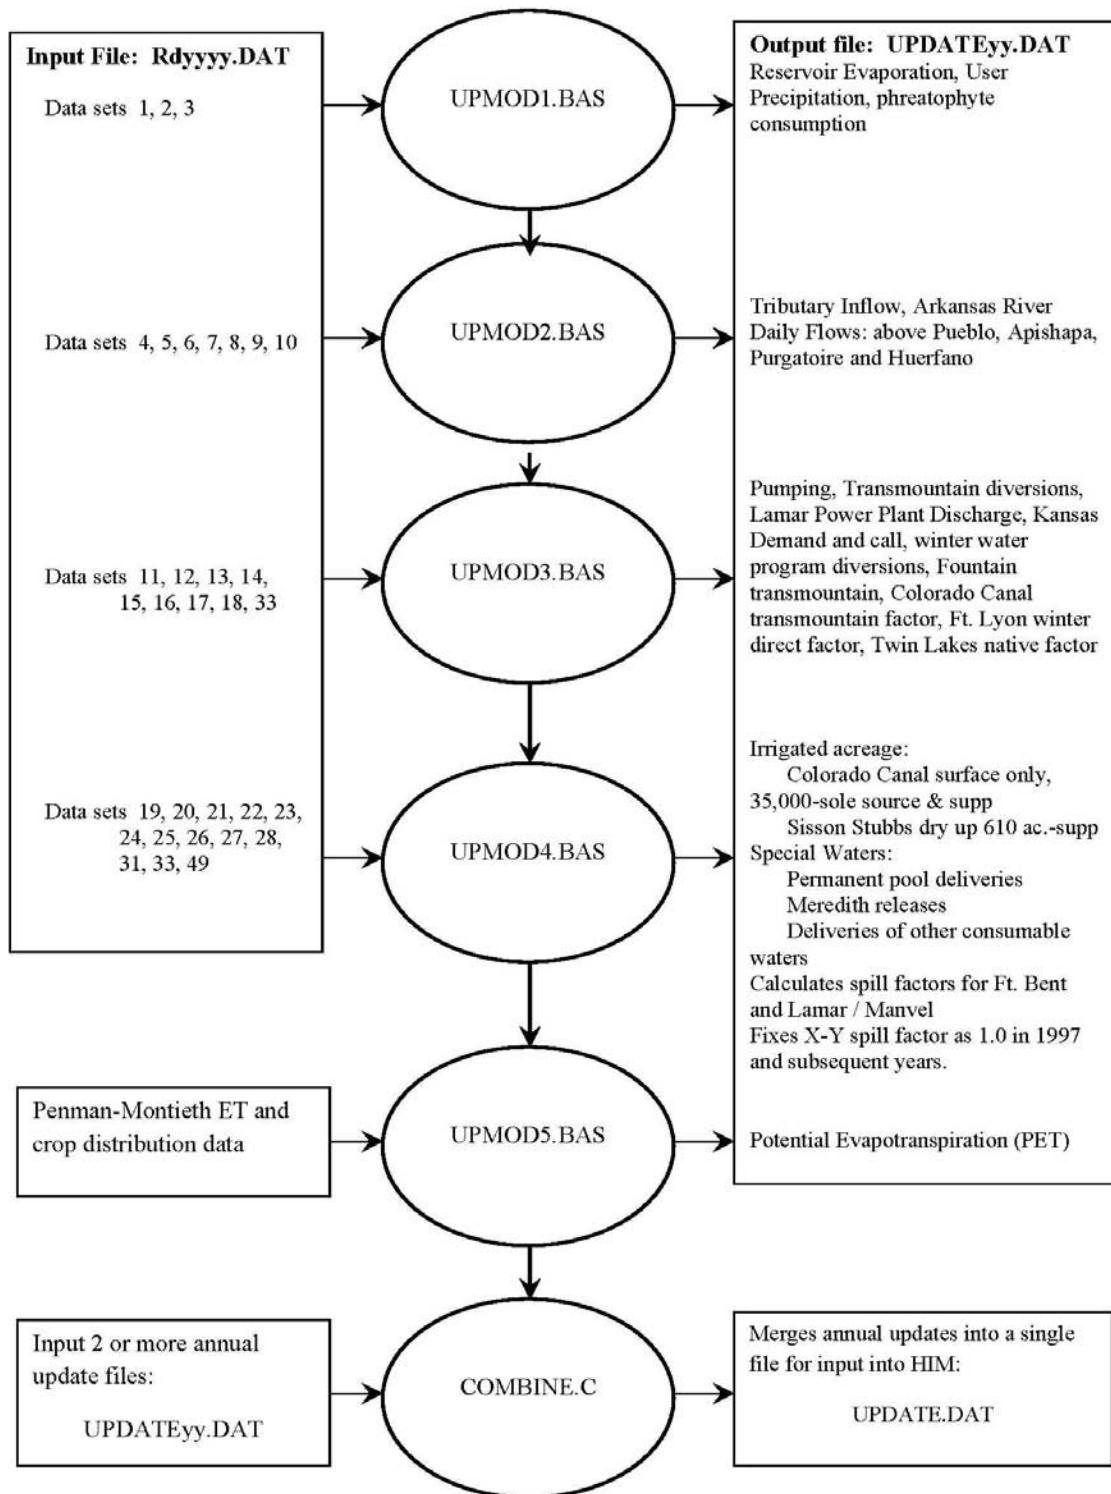 Input File: Rdyyyy.DAT
Data sets 1, 2, 3
UPMOD1.BAS
Output file: UPDATEyy.DAT
Reservoir Evaporation, User
Precipitation, phreatophyte
consumption
Data sets 4, 5, 6, 7, 8, 9, 10
UPMOD2.BAS
Tributary Inflow, Arkansas River
Daily Flows: above Pueblo, Apishapa,
Purgatoire and Huerfano
Data sets 11, 12, 13, 14,
15, 16, 17, 18, 33
UPMOD3.BAS
Pumping, Transmountain diversions,
Lamar Power Plant Discharge, Kansas
Demand and call, winter water
program diversions, Fountain
transmountain, Colorado Canal
transmountain factor, Ft. Lyon winter
direct factor, Twin Lakes native factor
Data sets 19, 20, 21, 22, 23,
24, 25, 26, 27, 28,
31, 33, 49
UPMOD4.BAS
Irrigated acreage:
Colorado Canal surface only,
35,000-sole source & supp
Sisson Stubbs dry up 610 ac.-supp
Special Waters:
Permanent pool deliveries
Meredith releases
Deliveries of other consumable
waters
Calculates spill factors for Ft. Bent
and Lamar / Manvel
Fixes X-Y spill factor as 1.0 in 1997
and subsequent years.
Penman-Montieth ET and
crop distribution data
UPMOD5.BAS
Potential Evapotranspiration (PET)
Input 2 or more annual
update files:
UPDATEyy.DAT
COMBINE.C
Merges annual updates into a single
file for input into HIM:
UPDATE.DAT